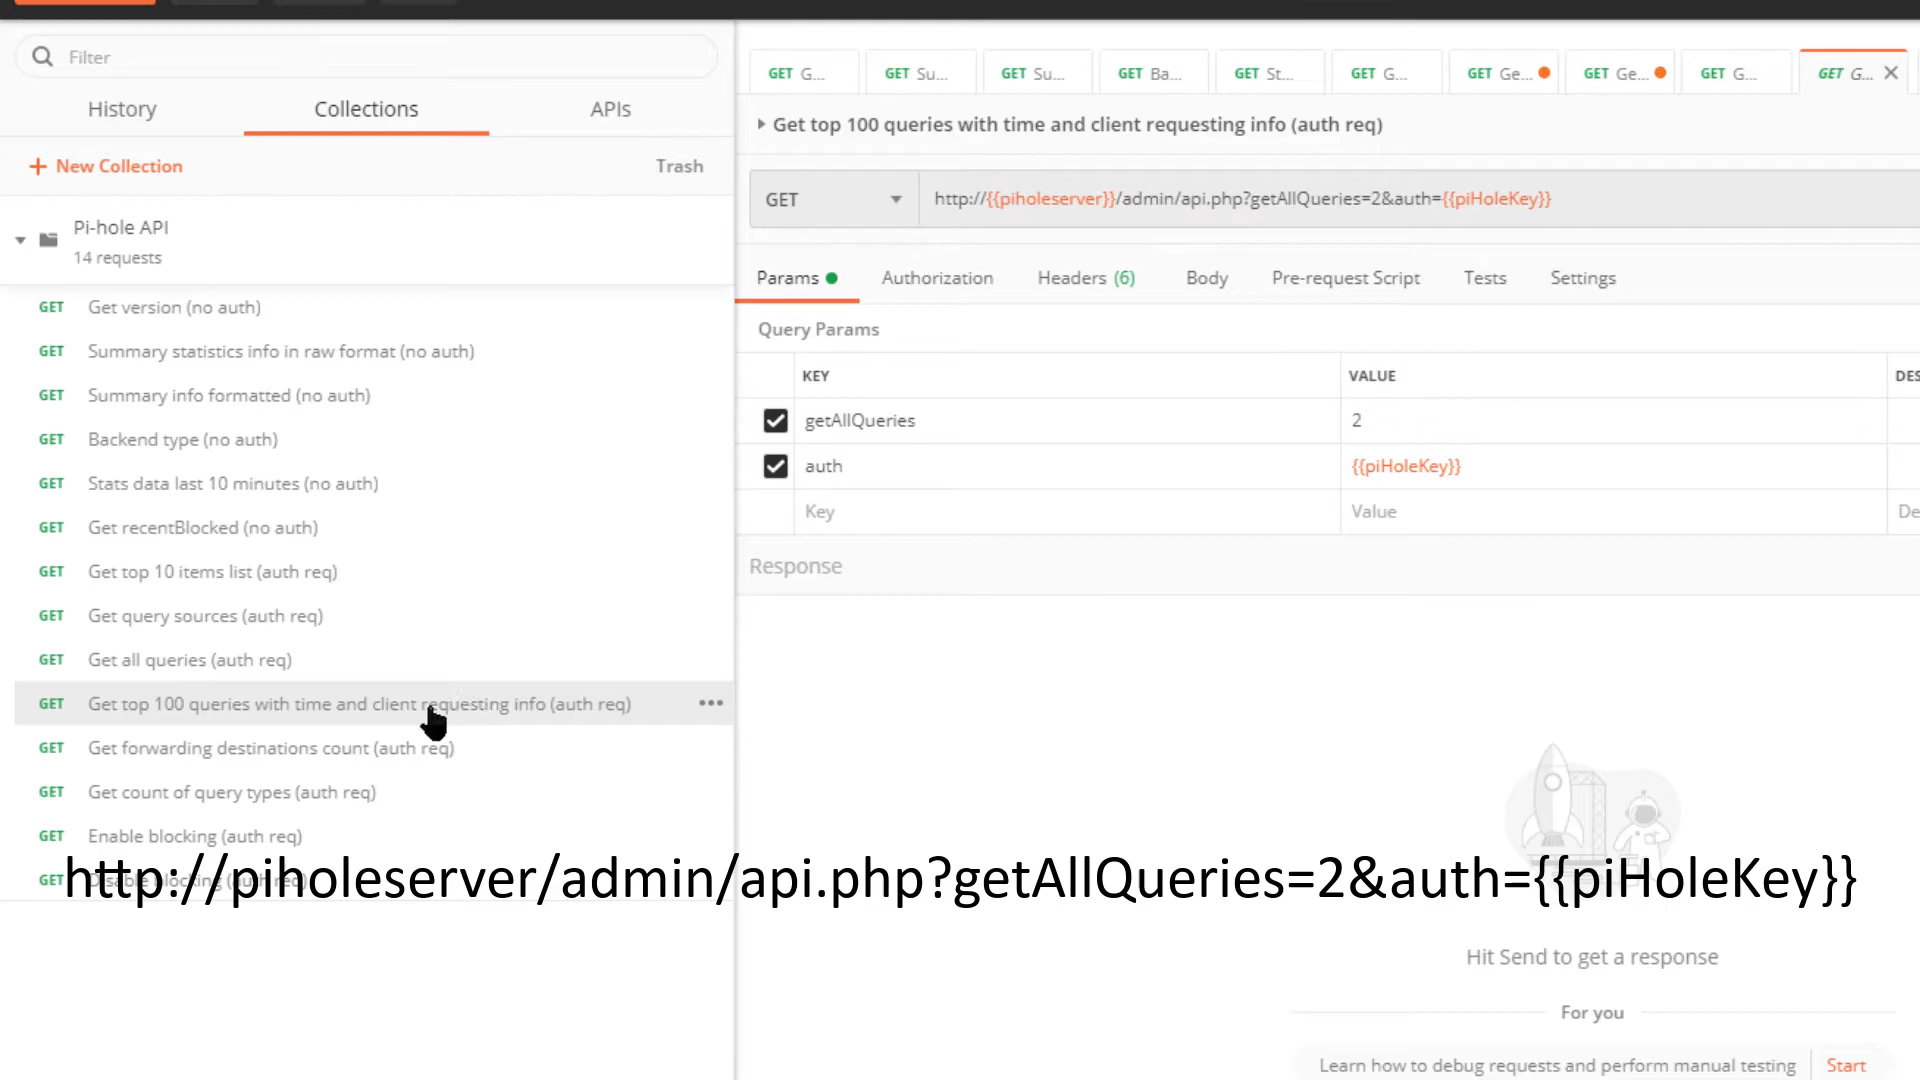 Filter
History Collections APIs
+ New Collection Trash
Pi-hole API
14 requests
GET Get version (no auth)
GET Summary statistics info in raw format (no auth)
GET Summary info formatted (no auth)
GET Backend type (no auth)
GET Stats data last 10 minutes (no auth)
GET Get recentBlocked (no auth)
GET Get top 10 items list (auth req)
GET Get query sources (auth req)
GET Get all queries (auth req)
GET Get top 100 queries with time and client requesting info (auth req) •••
GET Get forwarding destinations count (auth req)
GET Get count of query types (auth req)
GET Enable blocking (auth req)
GET Disable blocking (auth req)
GET G... GET Su... GET Su... GET Ba... GET St... GET G... GET Ge... GET Ge... GET G... GET G...
Get top 100 queries with time and client requesting info (auth req)
GET http://{{piholeserver}}/admin/api.php?getAllQueries=2&auth={{piHoleKey}}
Params Authorization Headers (6) Body Pre-request Script Tests Settings
Query Params
KEY VALUE DES
getAllQueries 2
auth {{piHoleKey}}
Key Value De
Response
http://piholeserver/admin/api.php?getAllQueries=2&auth={{piHoleKey}}
Hit Send to get a response
For you
Learn how to debug requests and perform manual testing Start